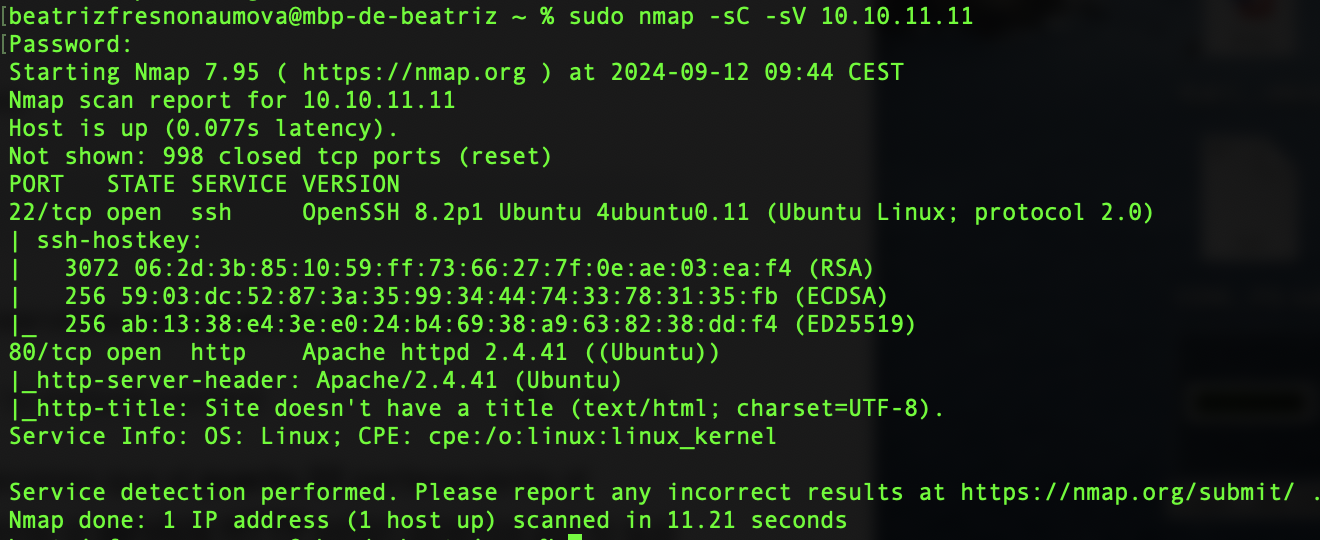 [beatrizfresnonaumova@mbp-de-beatriz ~ % sudo nmap -sC -sV 10.10.11.11
[Password:
Starting Nmap 7.95 ( https://nmap.org ) at 2024-09-12 09:44 CEST
Nmap scan report for 10.10.11.11
Host is up (0.077s latency).
Not shown: 998 closed tcp ports (reset)
PORT   STATE SERVICE VERSION
22/tcp open  ssh     OpenSSH 8.2p1 Ubuntu 4ubuntu0.11 (Ubuntu Linux; protocol 2.0)
| ssh-hostkey:
|   3072 06:2d:3b:85:10:59:ff:73:66:27:7f:0e:ae:03:ea:f4 (RSA)
|   256 59:03:dc:52:87:3a:35:99:34:44:74:33:78:31:35:fb (ECDSA)
|_  256 ab:13:38:e4:3e:e0:24:b4:69:38:a9:63:82:38:dd:f4 (ED25519)
80/tcp open  http    Apache httpd 2.4.41 ((Ubuntu))
|_http-server-header: Apache/2.4.41 (Ubuntu)
|_http-title: Site doesn't have a title (text/html; charset=UTF-8).
Service Info: OS: Linux; CPE: cpe:/o:linux:linux_kernel

Service detection performed. Please report any incorrect results at https://nmap.org/submit/ .
Nmap done: 1 IP address (1 host up) scanned in 11.21 seconds